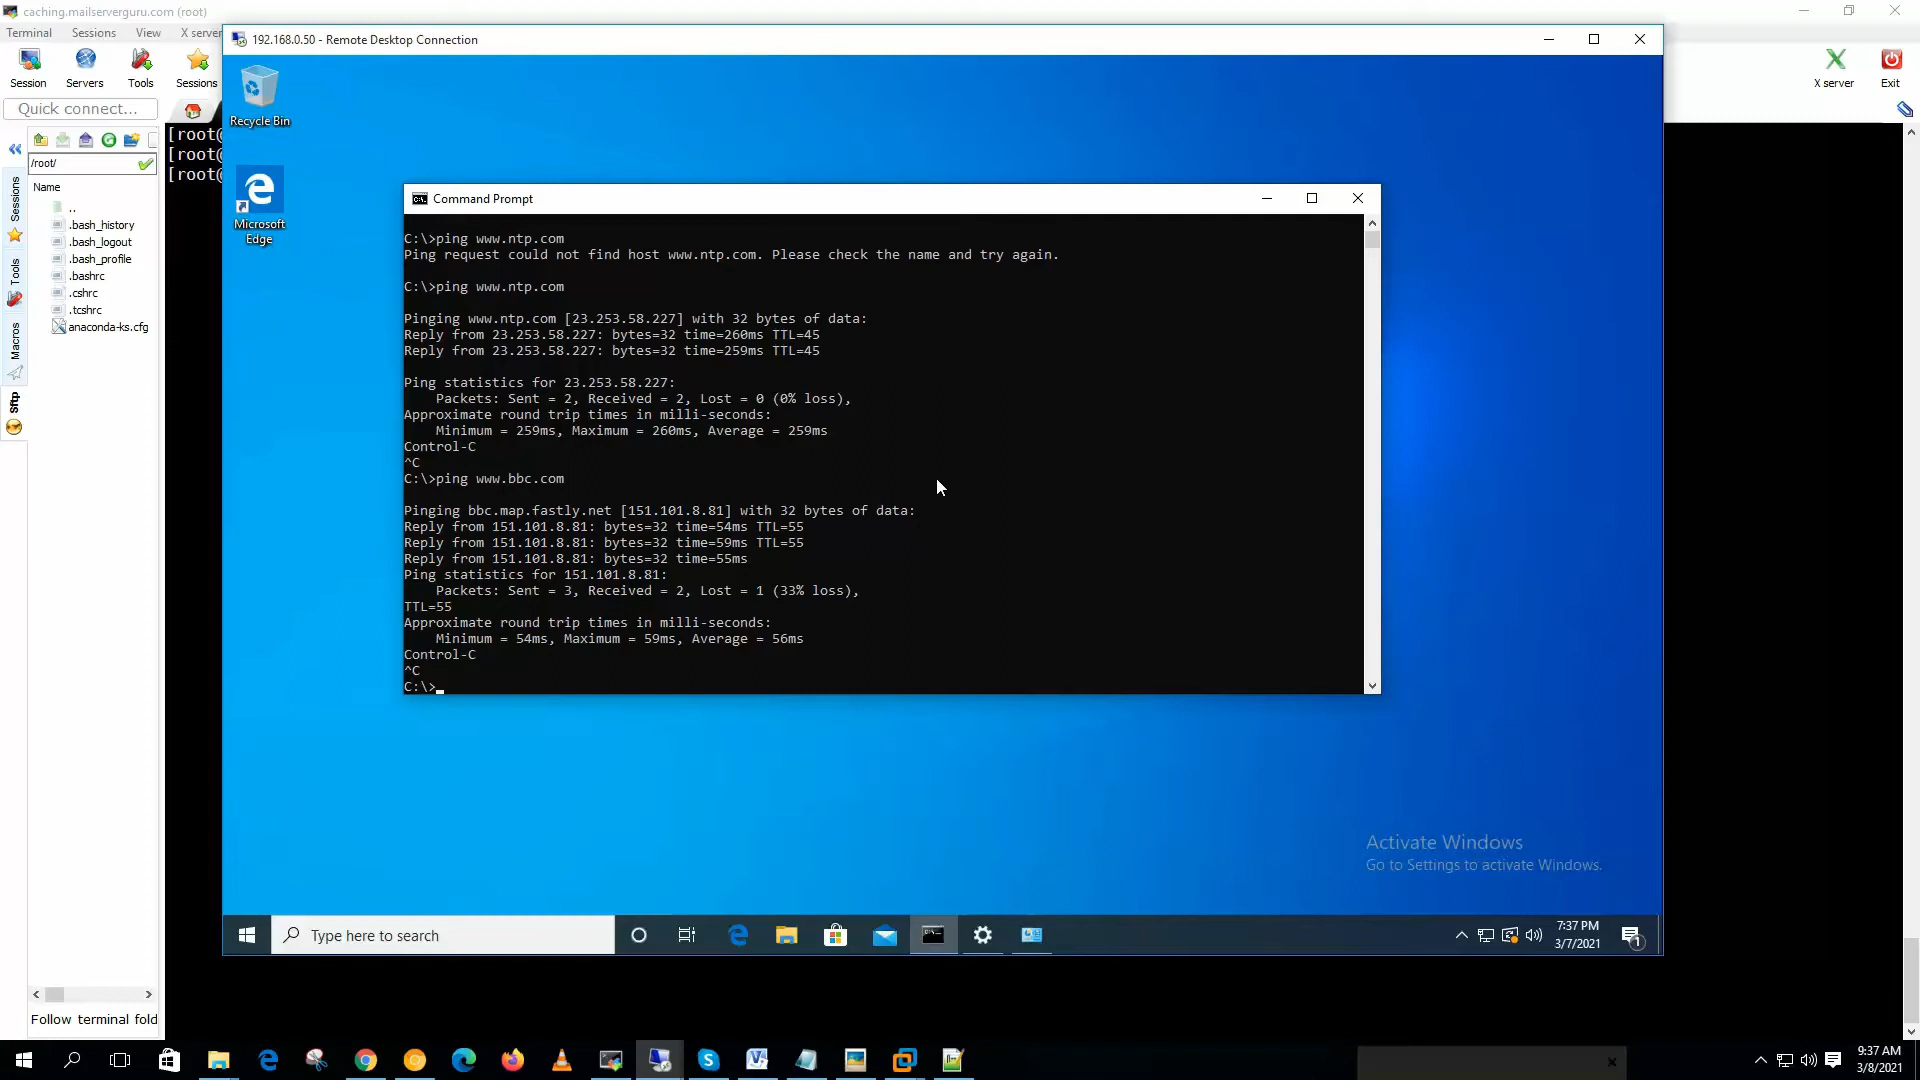 caching.mailserverguru.com (root)
Terminal Sessions View X server
Session Servers Tools Sessions
X server Exit
Quick connect...
192.168.0.50 - Remote Desktop Connection
[root@
[root@
[root@
/root/
Name
..
.bash_history
.bash_logout
.bash_profile
.bashrc
.cshrc
.tcshrc
anaconda-ks.cfg
Sessions
Tools
Macros
Sftp
Follow terminal fold
Recycle Bin
Microsoft
Edge
Command Prompt
C:\>ping www.ntp.com
Ping request could not find host www.ntp.com. Please check the name and try again.
C:\>ping www.ntp.com
Pinging www.ntp.com [23.253.58.227] with 32 bytes of data:
Reply from 23.253.58.227: bytes=32 time=260ms TTL=45
Reply from 23.253.58.227: bytes=32 time=259ms TTL=45
Ping statistics for 23.253.58.227:
Packets: Sent = 2, Received = 2, Lost = 0 (0% loss),
Approximate round trip times in milli-seconds:
Minimum = 259ms, Maximum = 260ms, Average = 259ms
Control-C
^C
C:\>ping www.bbc.com
Pinging bbc.map.fastly.net [151.101.8.81] with 32 bytes of data:
Reply from 151.101.8.81: bytes=32 time=54ms TTL=55
Reply from 151.101.8.81: bytes=32 time=59ms TTL=55
Reply from 151.101.8.81: bytes=32 time=55ms
Ping statistics for 151.101.8.81:
Packets: Sent = 3, Received = 2, Lost = 1 (33% loss),
TTL=55
Approximate round trip times in milli-seconds:
Minimum = 54ms, Maximum = 59ms, Average = 56ms
Control-C
^C
C:\>
Activate Windows
Go to Settings to activate Windows.
Type here to search
7:37 PM
3/7/2021
1
9:37 AM
3/8/2021